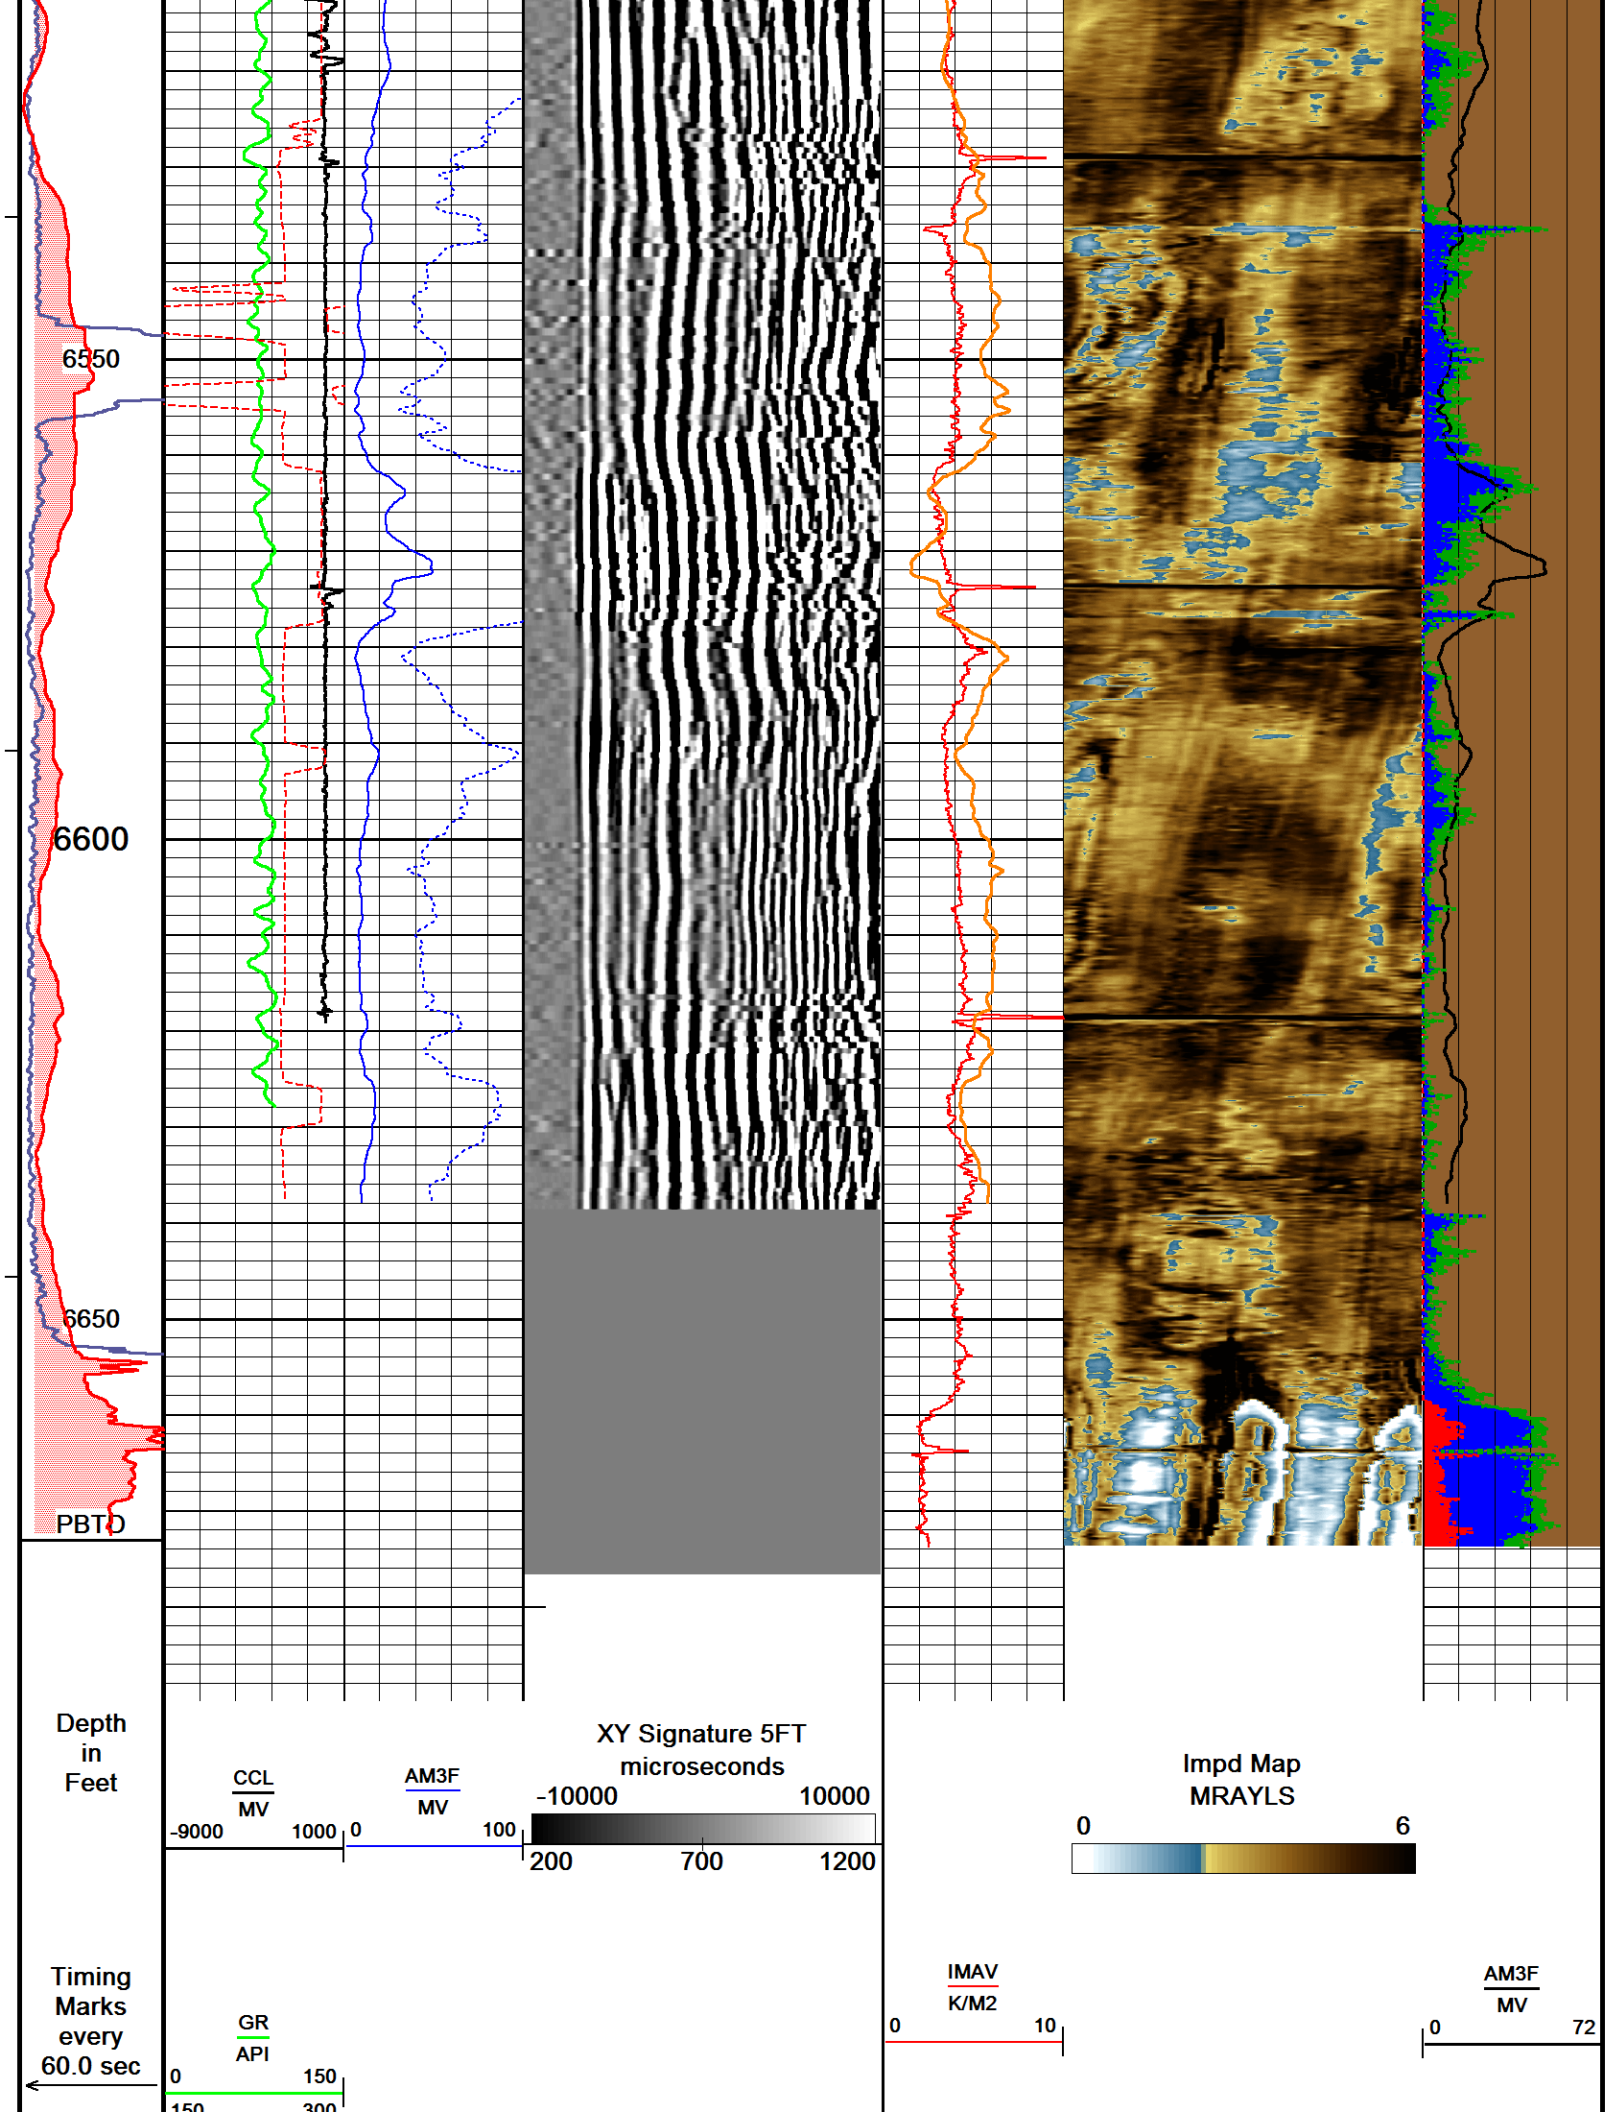 6550
6600
6650
PBTD
Depth
in
Feet
Timing
Marks
every
60.0 sec
CCL
MV
-9000 1000
GR
API
0 150
150 300
AM3F
MV
0 100
XY Signature 5FT
microseconds
-10000 10000
200 700 1200
IMAV
K/M2
0 10
Impd Map
MRAYLS
0 6
AM3F
MV
0 72